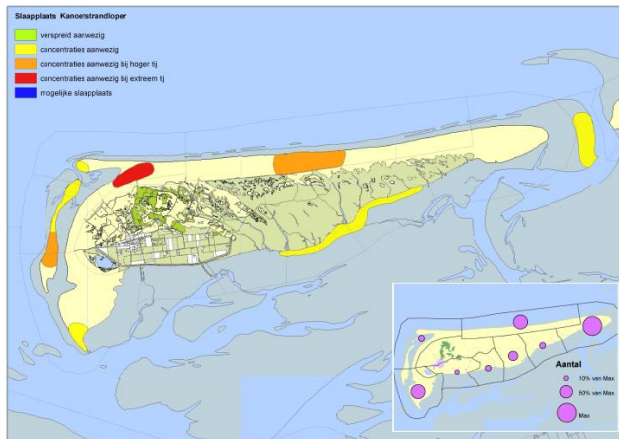 Slaapplaats Kanoetstrandloper
verspreid aanwezig
concentraties aanwezig
concentraties aanwezig bij hoger tij
concentraties aanwezig bij extreem tij
mogelijke slaapplaats
Aantal
10% van Max
50% van Max
Max